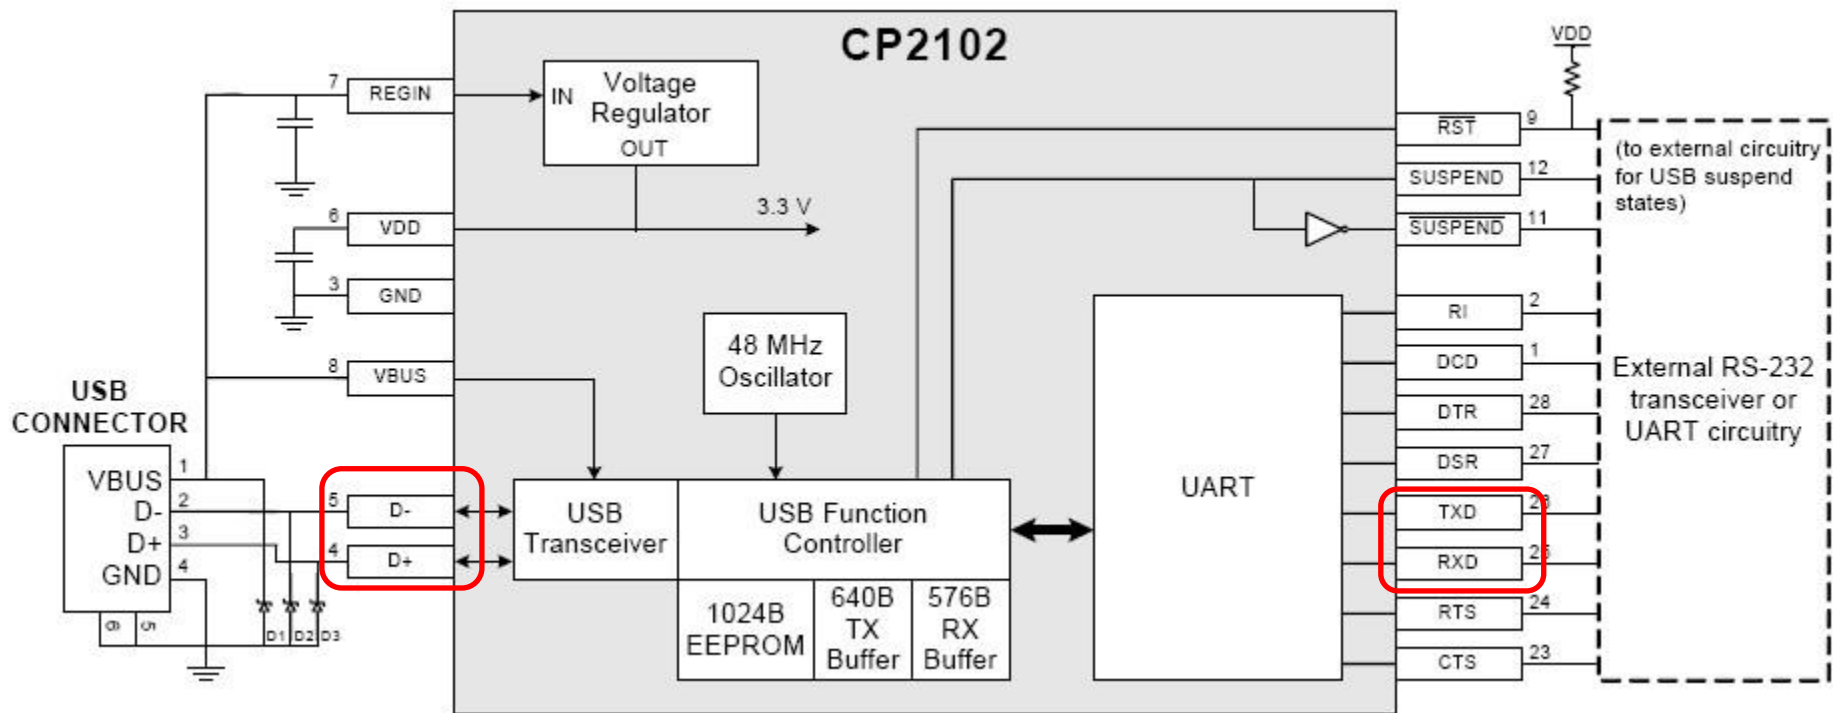 CP2102
7
REGIN
IN
Voltage
Regulator
OUT
6
VDD
3.3 V
3
GND
8
VBUS
48 MHz
Oscillator
USB
CONNECTOR
VBUS
1
D-
2
D+
3
GND
4
6
5
D1
D2
D3
5
D-
4
D+
USB
Transceiver
USB Function
Controller
1024B
EEPROM
640B
TX
Buffer
576B
RX
Buffer
UART
VDD
RST
9
SUSPEND
12
SUSPEND
11
RI
2
DCD
1
DTR
28
DSR
27
TXD
26
RXD
25
RTS
24
CTS
23
(to external circuitry
for USB suspend
states)
External RS-232
transceiver or
UART circuitry